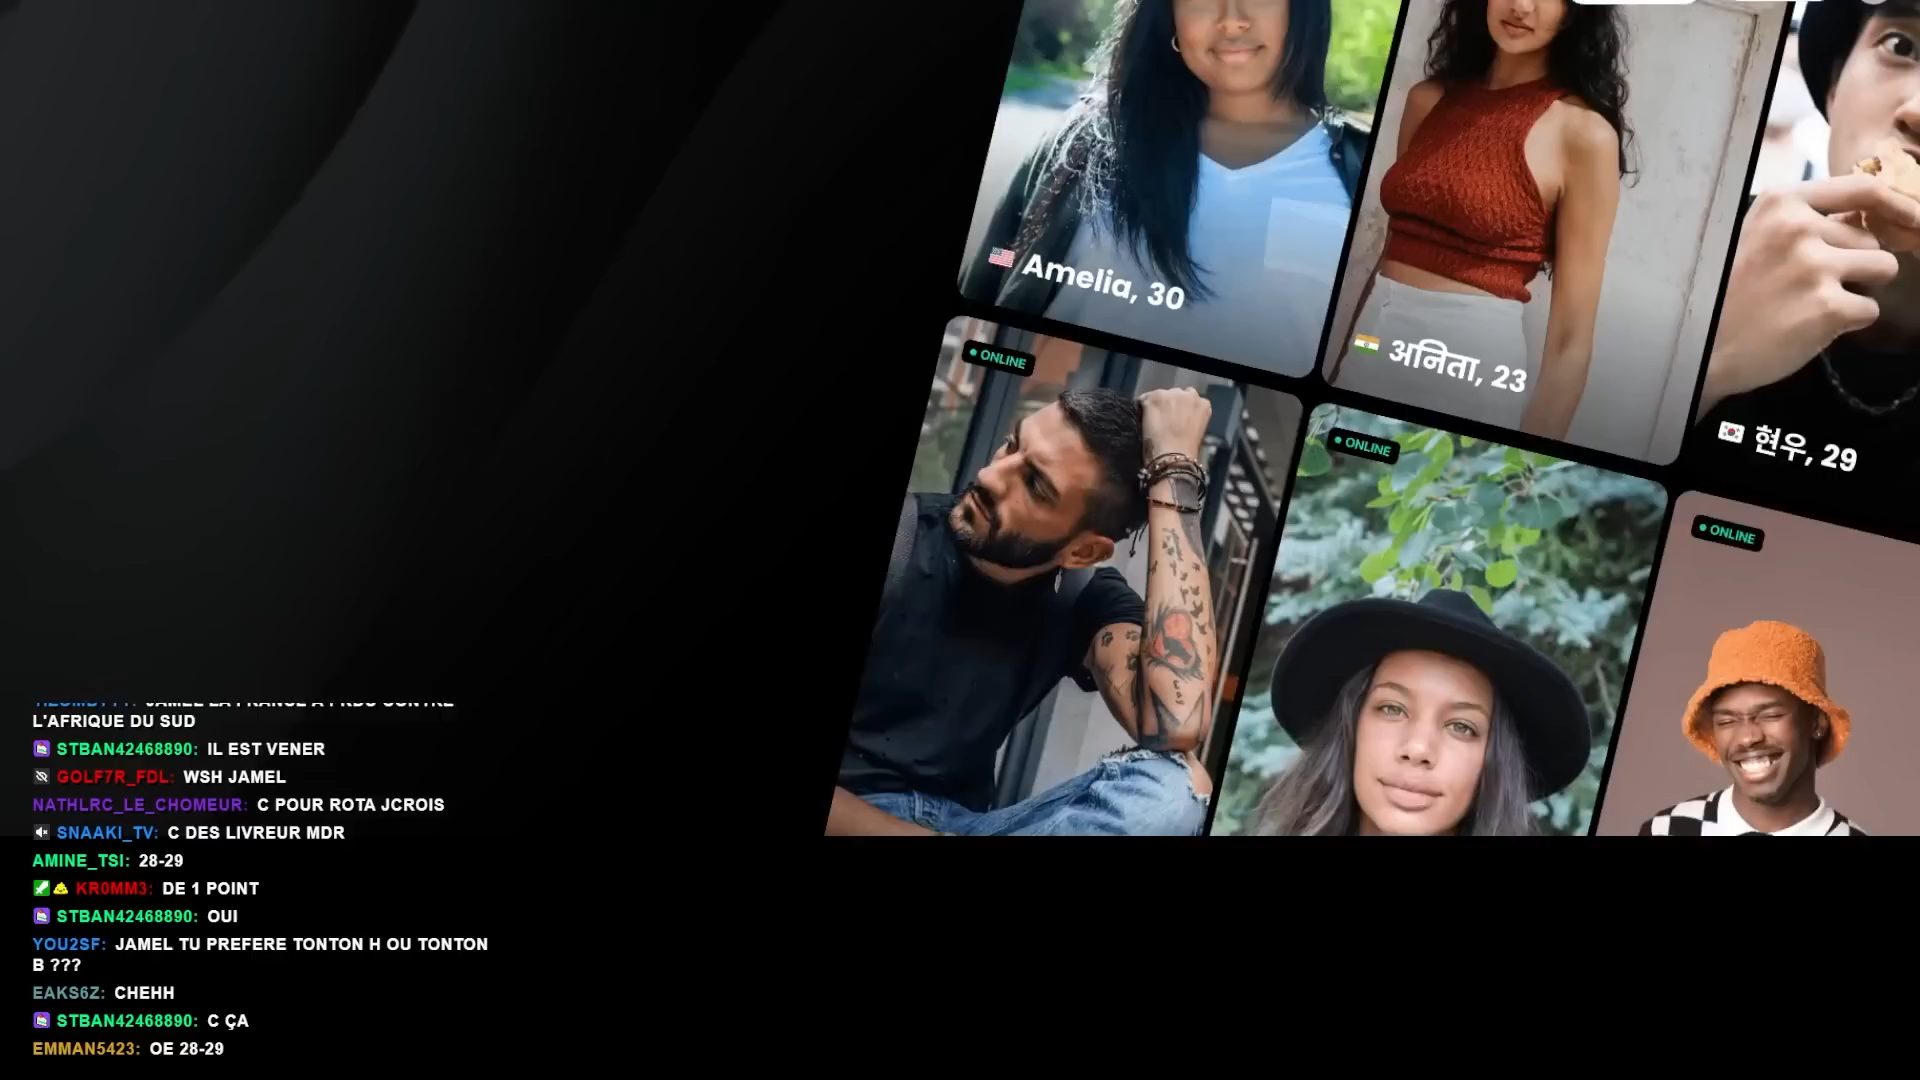 Amelia, 30
अनिता, 23
현우, 29
ONLINE
ONLINE
ONLINE
L'AFRIQUE DU SUD
STBAN42468890: IL EST VENER
GOLF7R_FDL: WSH JAMEL
NATHLRC_LE_CHOMEUR: C POUR ROTA JCROIS
SNAAKI_TV: C DES LIVREUR MDR
AMINE_TSI: 28-29
KR0MM3: DE 1 POINT
STBAN42468890: OUI
YOU2SF: JAMEL TU PREFERE TONTON H OU TONTON
B ???
EAKS6Z: CHEHH
STBAN42468890: C ÇA
EMMAN5423: OE 28-29